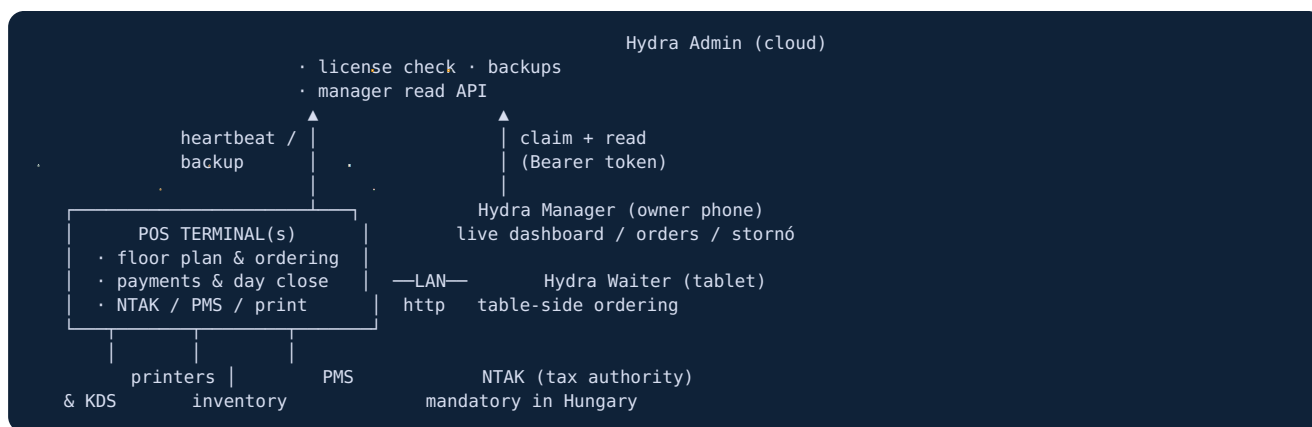 Hydra Admin (cloud)
· license check · backups
· manager read API
▲ ▲
heartbeat / │ │ claim + read
backup │ │ (Bearer token)
Hydra Manager (owner phone)
POS TERMINAL(s) live dashboard / orders / stornó
· floor plan & ordering
· payments & day close ──LAN── Hydra Waiter (tablet)
· NTAK / PMS / print http table-side ordering
printers │ PMS NTAK (tax authority)
& KDS inventory mandatory in Hungary